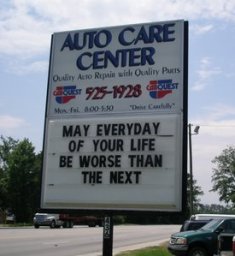 AUTO CARE
CENTER
Quality Auto Repair with Quality Parts
CARQUEST 525-1928 CARQUEST
Mon.-Fri. 8:00-5:30 "Drive Carefully"
MAY EVERYDAY
OF YOUR LIFE
BE WORSE THAN
THE NEXT